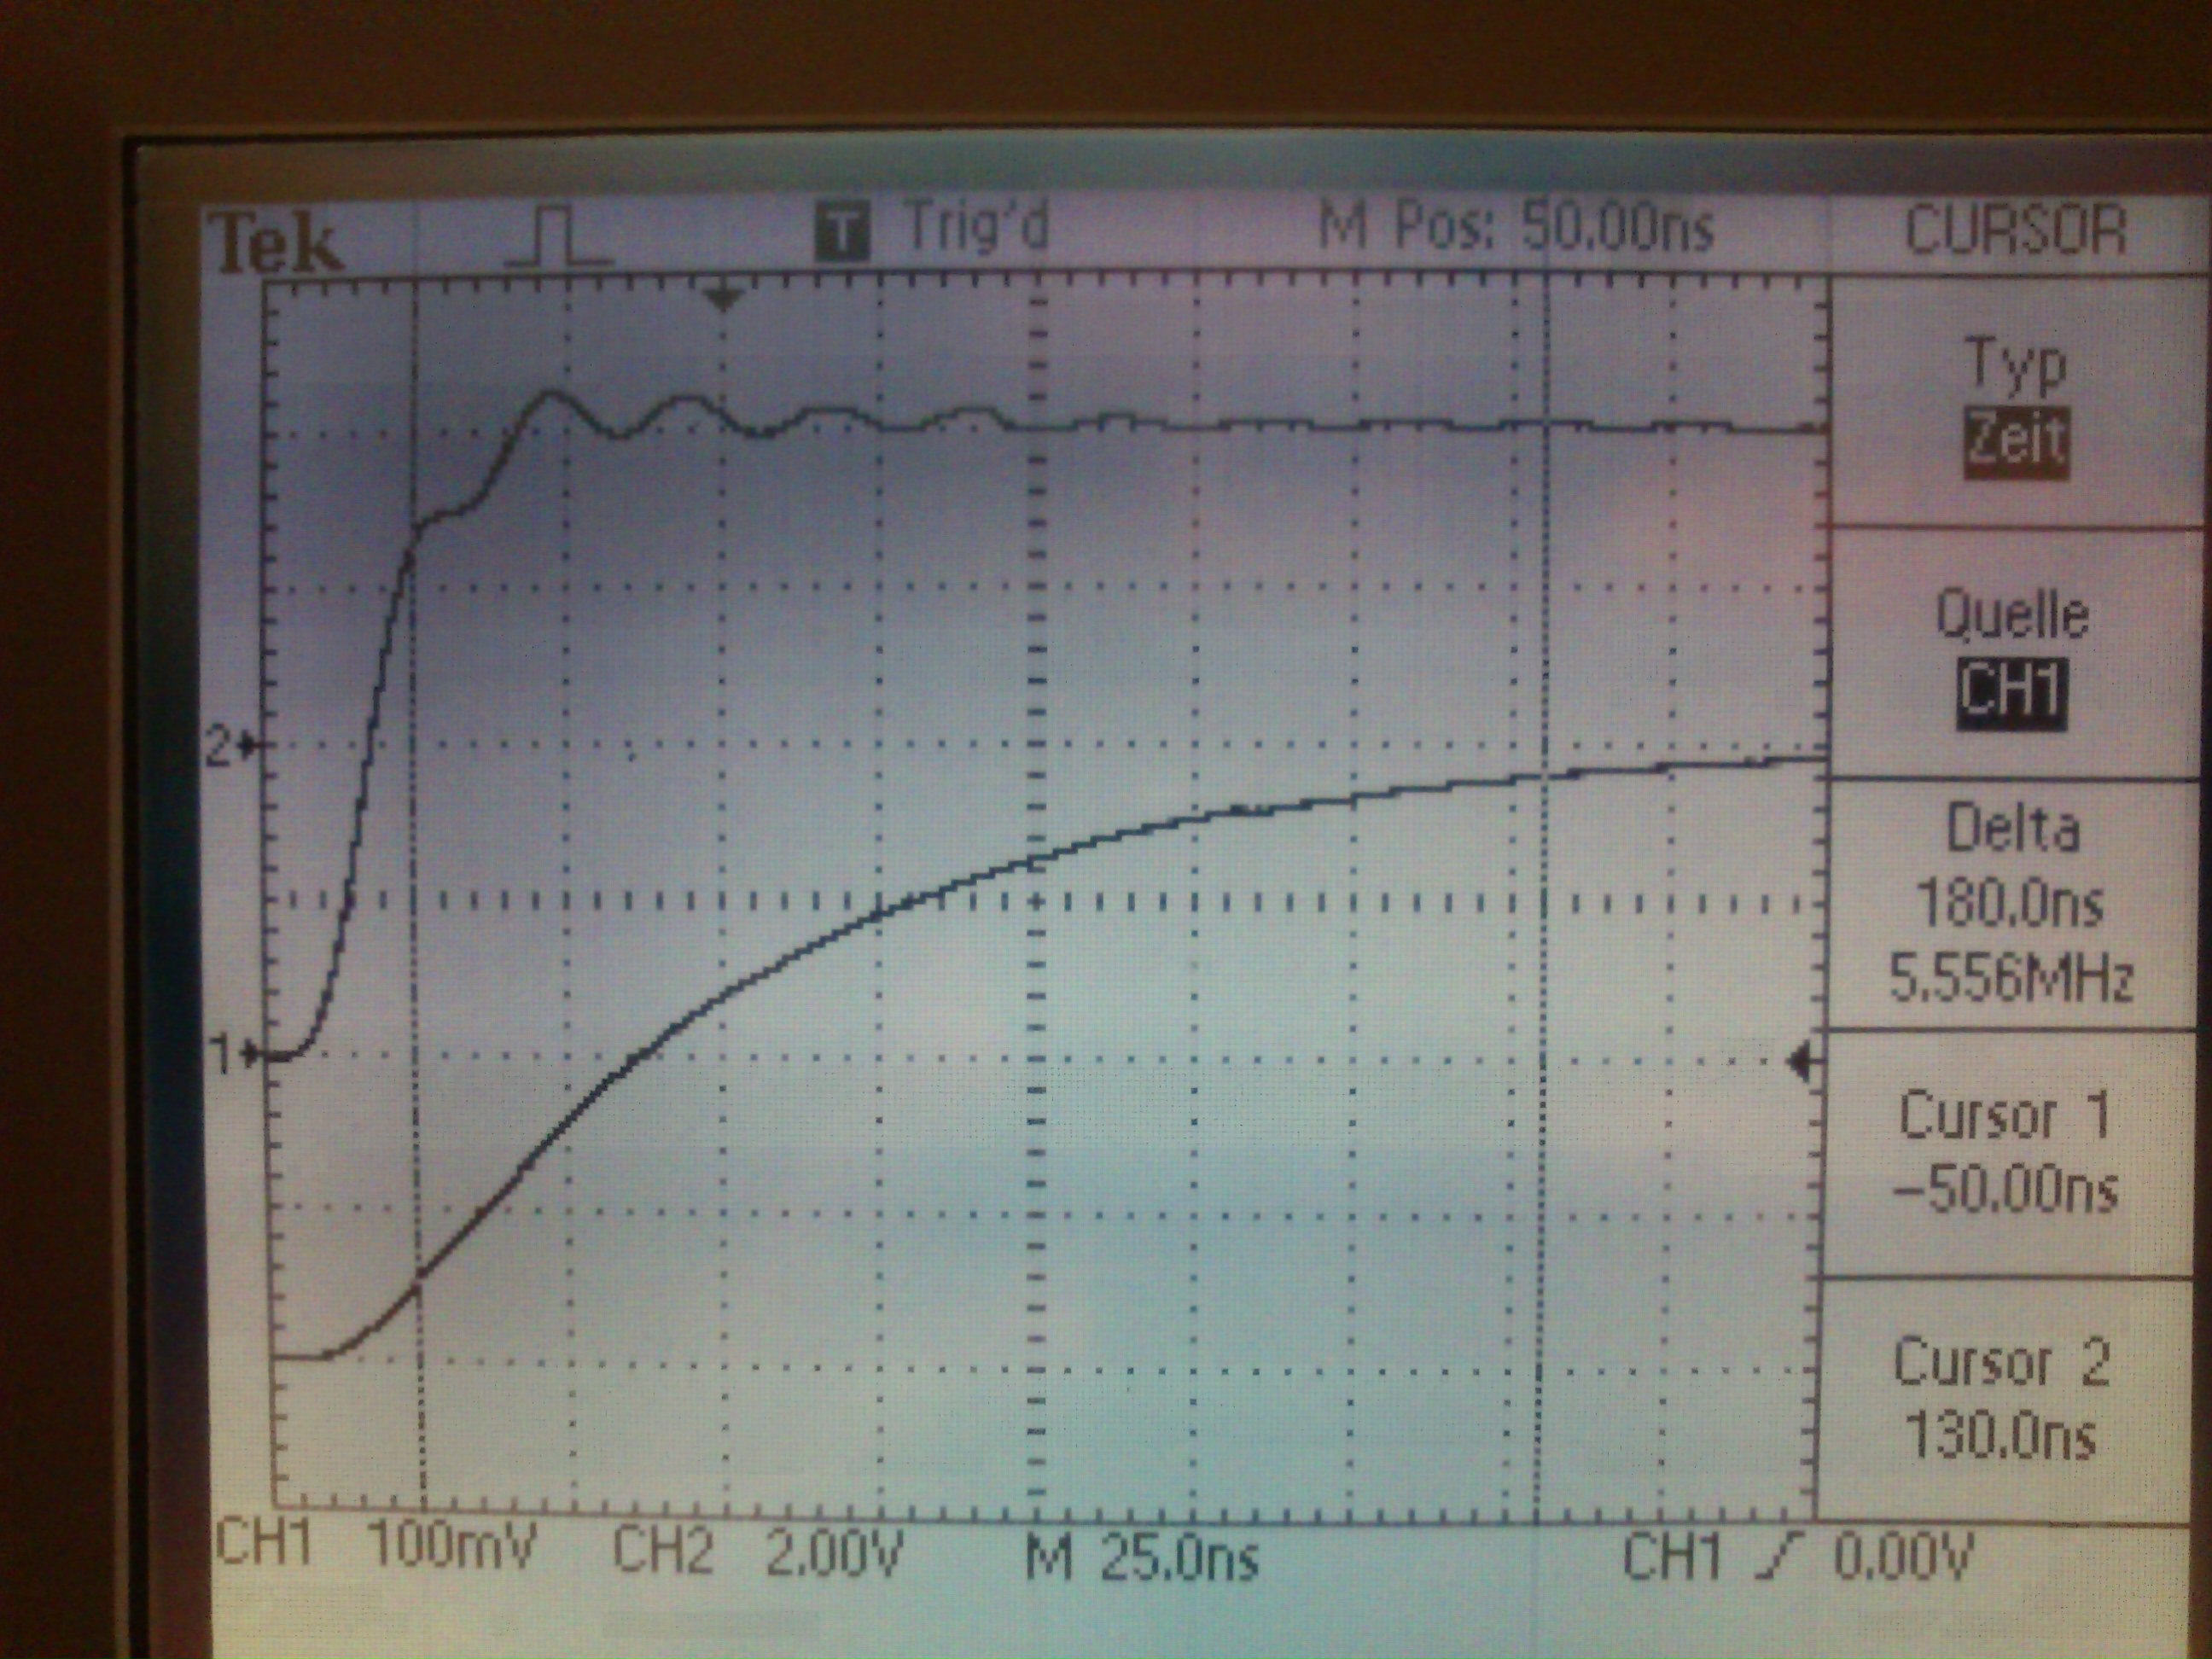 Tek T Trig'd M Pos: 50.00ns CURSOR
Typ
Zeit
Quelle
CH1
2
Delta
180.0ns
5.556MHz
1
Cursor 1
-50.00ns
Cursor 2
130.0ns
CH1 100mV CH2 2.00V M 25.0ns CH1 0.00V